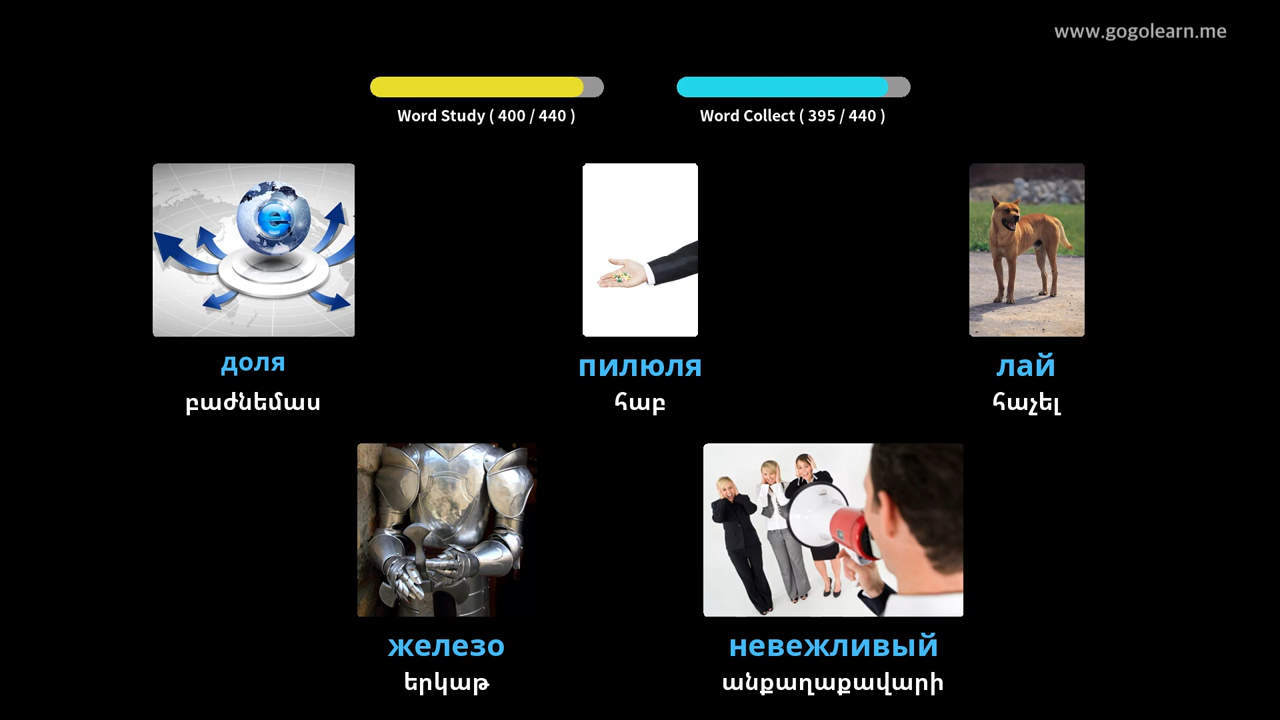 www.gogolearn.me
Word Study ( 400 / 440 )
Word Collect ( 395 / 440 )
e
доля
բաժնեմաս
пилюля
հաբ
лай
հաչել
железо
երկաթ
невежливый
անքաղաքավարի